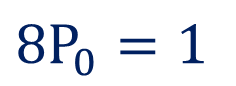 8P₀ = 1